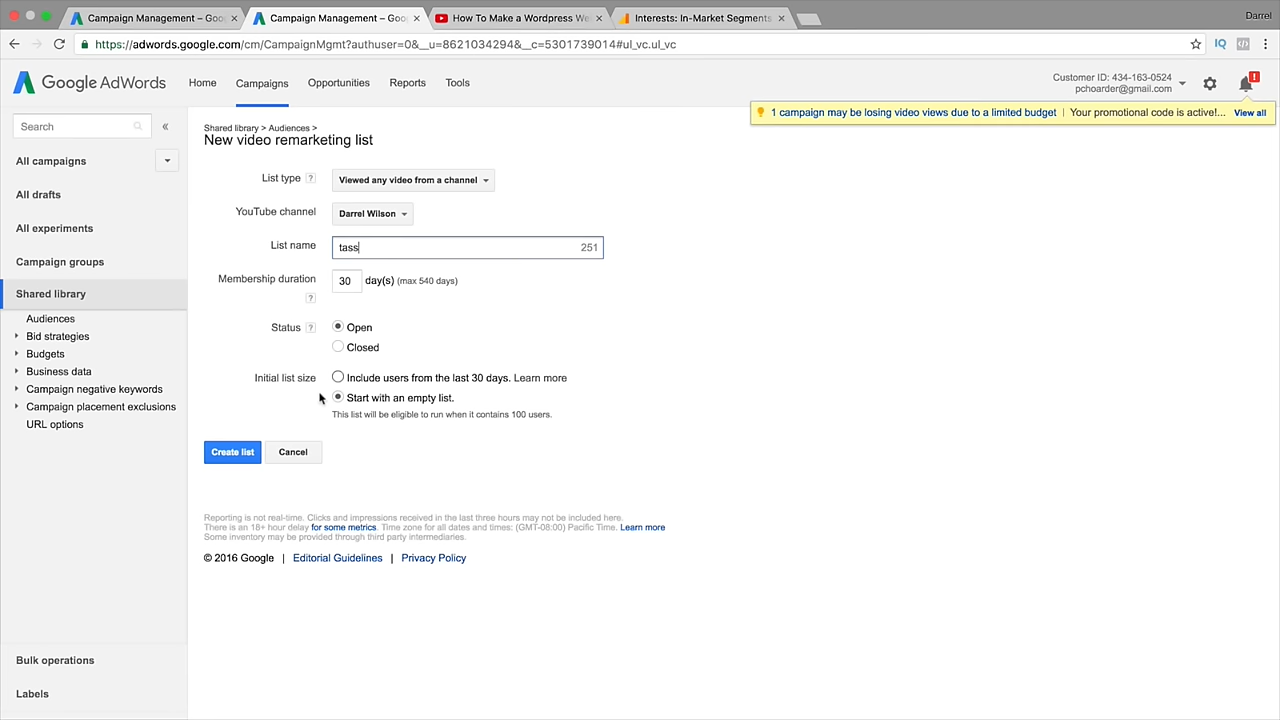 Campaign Management – Goo
Campaign Management – Goo
How To Make a Wordpress We
Interests: In-Market Segments
Darrel
https://adwords.google.com/cm/CampaignMgmt?authuser=0&__u=8621034294&__c=5301739014#ul_vc.ul_vc
IQ
Google AdWords
Home
Campaigns
Opportunities
Reports
Tools
Customer ID: 434-163-0524
pchoarder@gmail.com
!
1 campaign may be losing video views due to a limited budget | Your promotional code is active!... View all
Search
«
All campaigns
All drafts
All experiments
Campaign groups
Shared library
Audiences
Bid strategies
Budgets
Business data
Campaign negative keywords
Campaign placement exclusions
URL options
Bulk operations
Labels
Shared library > Audiences >
New video remarketing list
List type ? Viewed any video from a channel
YouTube channel Darrel Wilson
List name tass 251
Membership duration 30 day(s) (max 540 days)
?
Status ? Open
Closed
Initial list size Include users from the last 30 days. Learn more
Start with an empty list.
This list will be eligible to run when it contains 100 users.
Create list Cancel
Reporting is not real-time. Clicks and impressions received in the last three hours may not be included here.
There is an 18+ hour delay for some metrics. Time zone for all dates and times: (GMT-08:00) Pacific Time. Learn more
Some inventory may be provided through third party intermediaries.
© 2016 Google | Editorial Guidelines | Privacy Policy